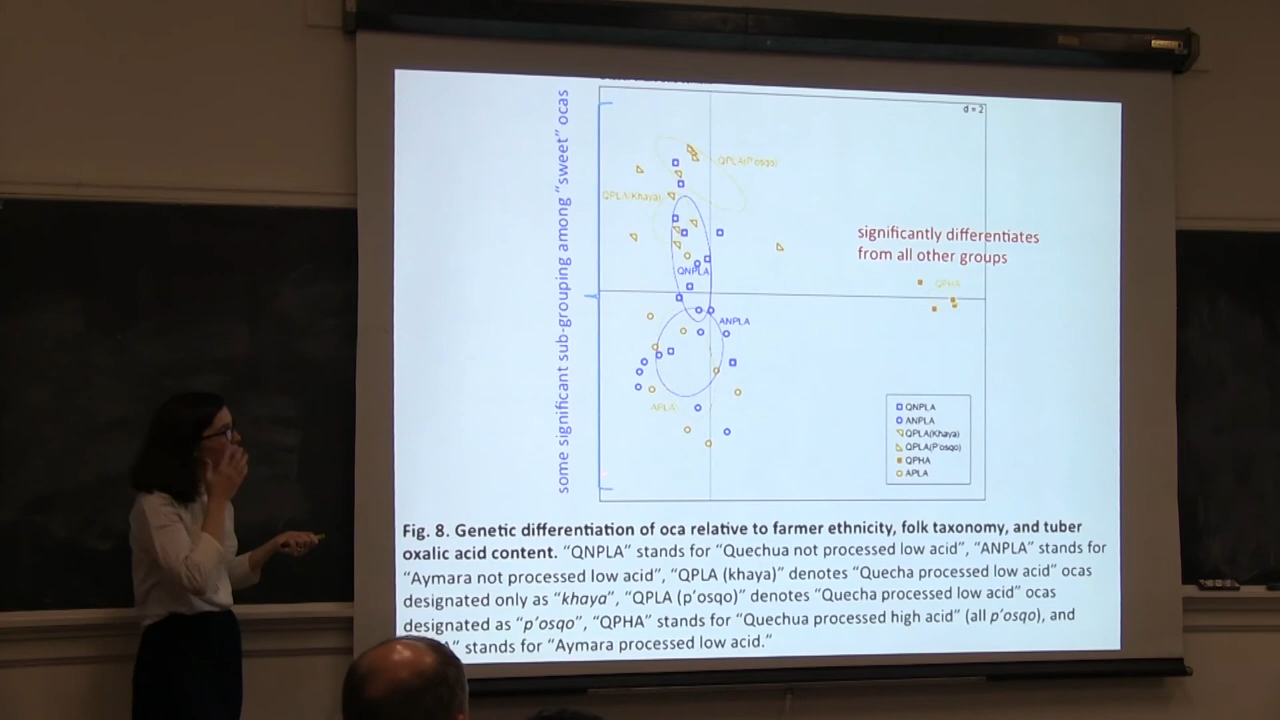 some significant sub-grouping among "sweet" ocas
d = 2
QPLA(P'osqo)
QPLA(Khaya)
significantly differentiates
from all other groups
QNPLA
QPHA
ANPLA
APLA
QNPLA
ANPLA
QPLA(Khaya)
QPLA(P'osqo)
QPHA
APLA
Fig. 8. Genetic differentiation of oca relative to farmer ethnicity, folk taxonomy, and tuber
oxalic acid content. "QNPLA" stands for "Quechua not processed low acid", "ANPLA" stands for
"Aymara not processed low acid", "QPLA (khaya)" denotes "Quecha processed low acid" ocas
designated only as "khaya", "QPLA (p'osqo)" denotes "Quecha processed low acid" ocas
designated as "p'osqo", "QPHA" stands for "Quechua processed high acid" (all p'osqo), and
stands for "Aymara processed low acid."